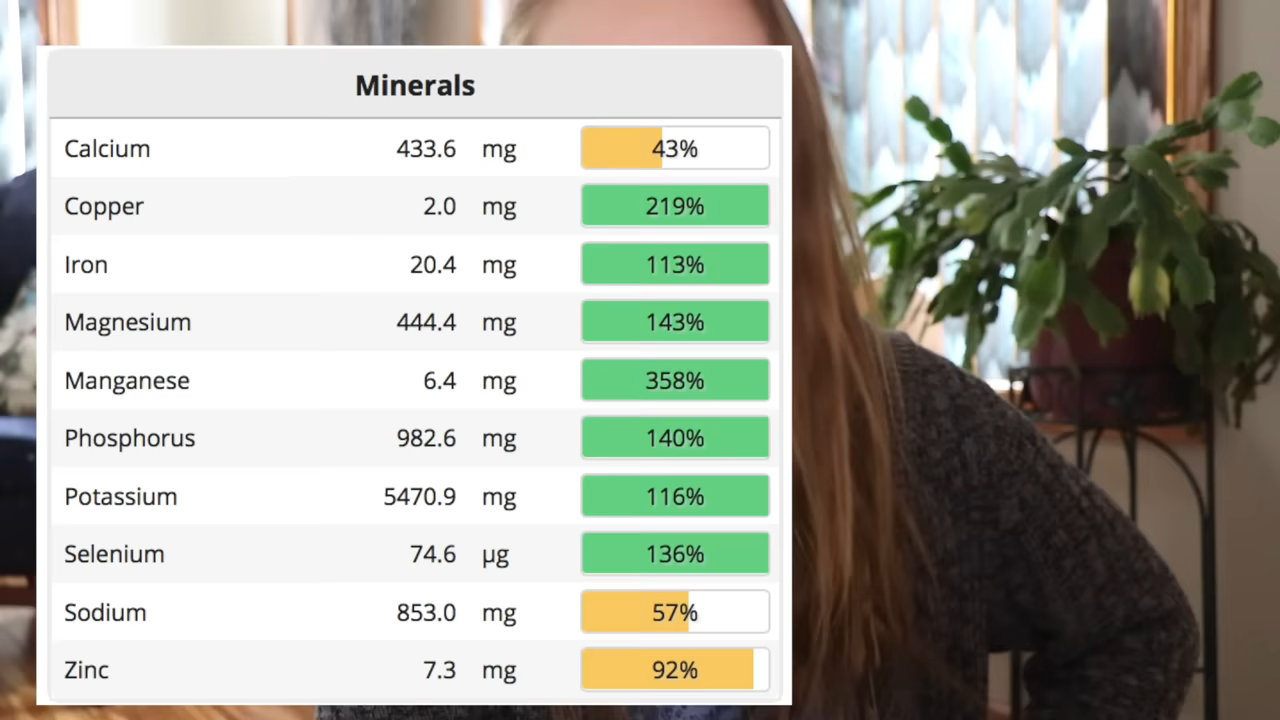 Minerals
Calcium 433.6 mg 43%
Copper 2.0 mg 219%
Iron 20.4 mg 113%
Magnesium 444.4 mg 143%
Manganese 6.4 mg 358%
Phosphorus 982.6 mg 140%
Potassium 5470.9 mg 116%
Selenium 74.6 µg 136%
Sodium 853.0 mg 57%
Zinc 7.3 mg 92%